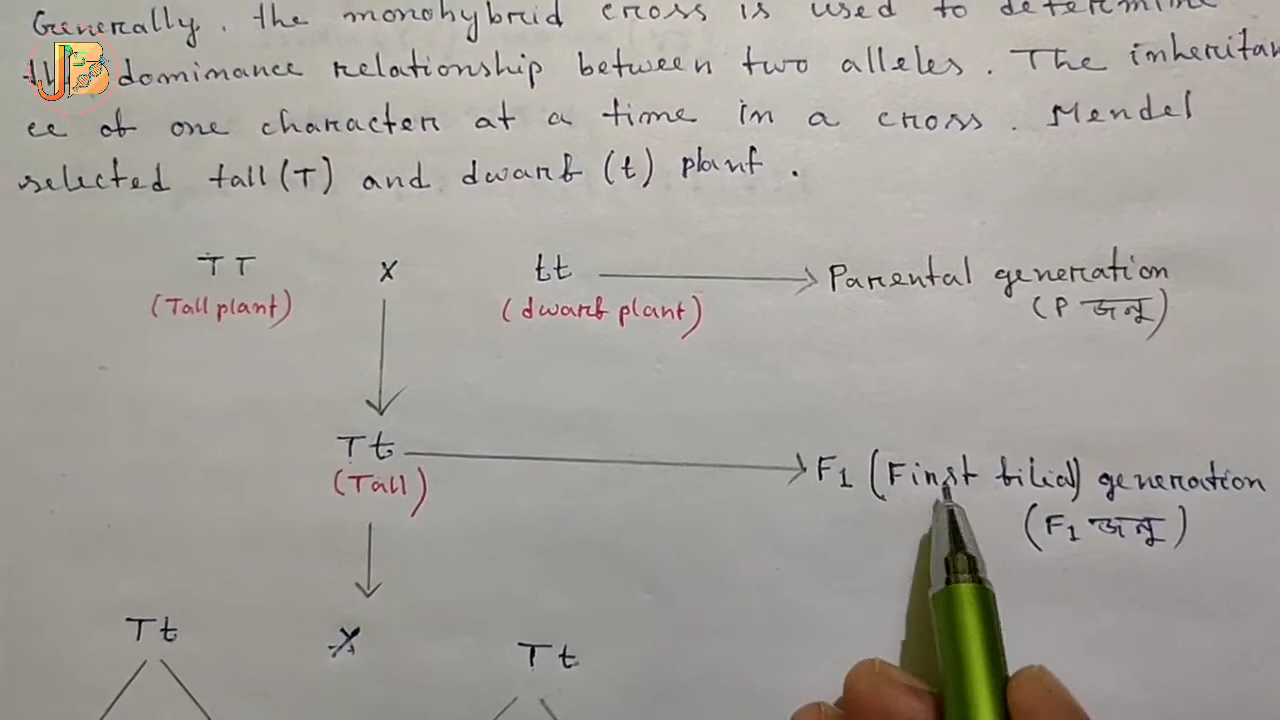 Generally, the monohybrid cross is used to determine
the dominance relationship between two alleles. The inheritan
ce of one character at a time in a cross. Mendel
selected tall (T) and dwarf (t) plant.
TT x tt Parental generation
(Tall plant) (dwarf plant) (P जनु)
Tt F1 (First filial) generation
(Tall) (F1 जनु)
Tt x Tt